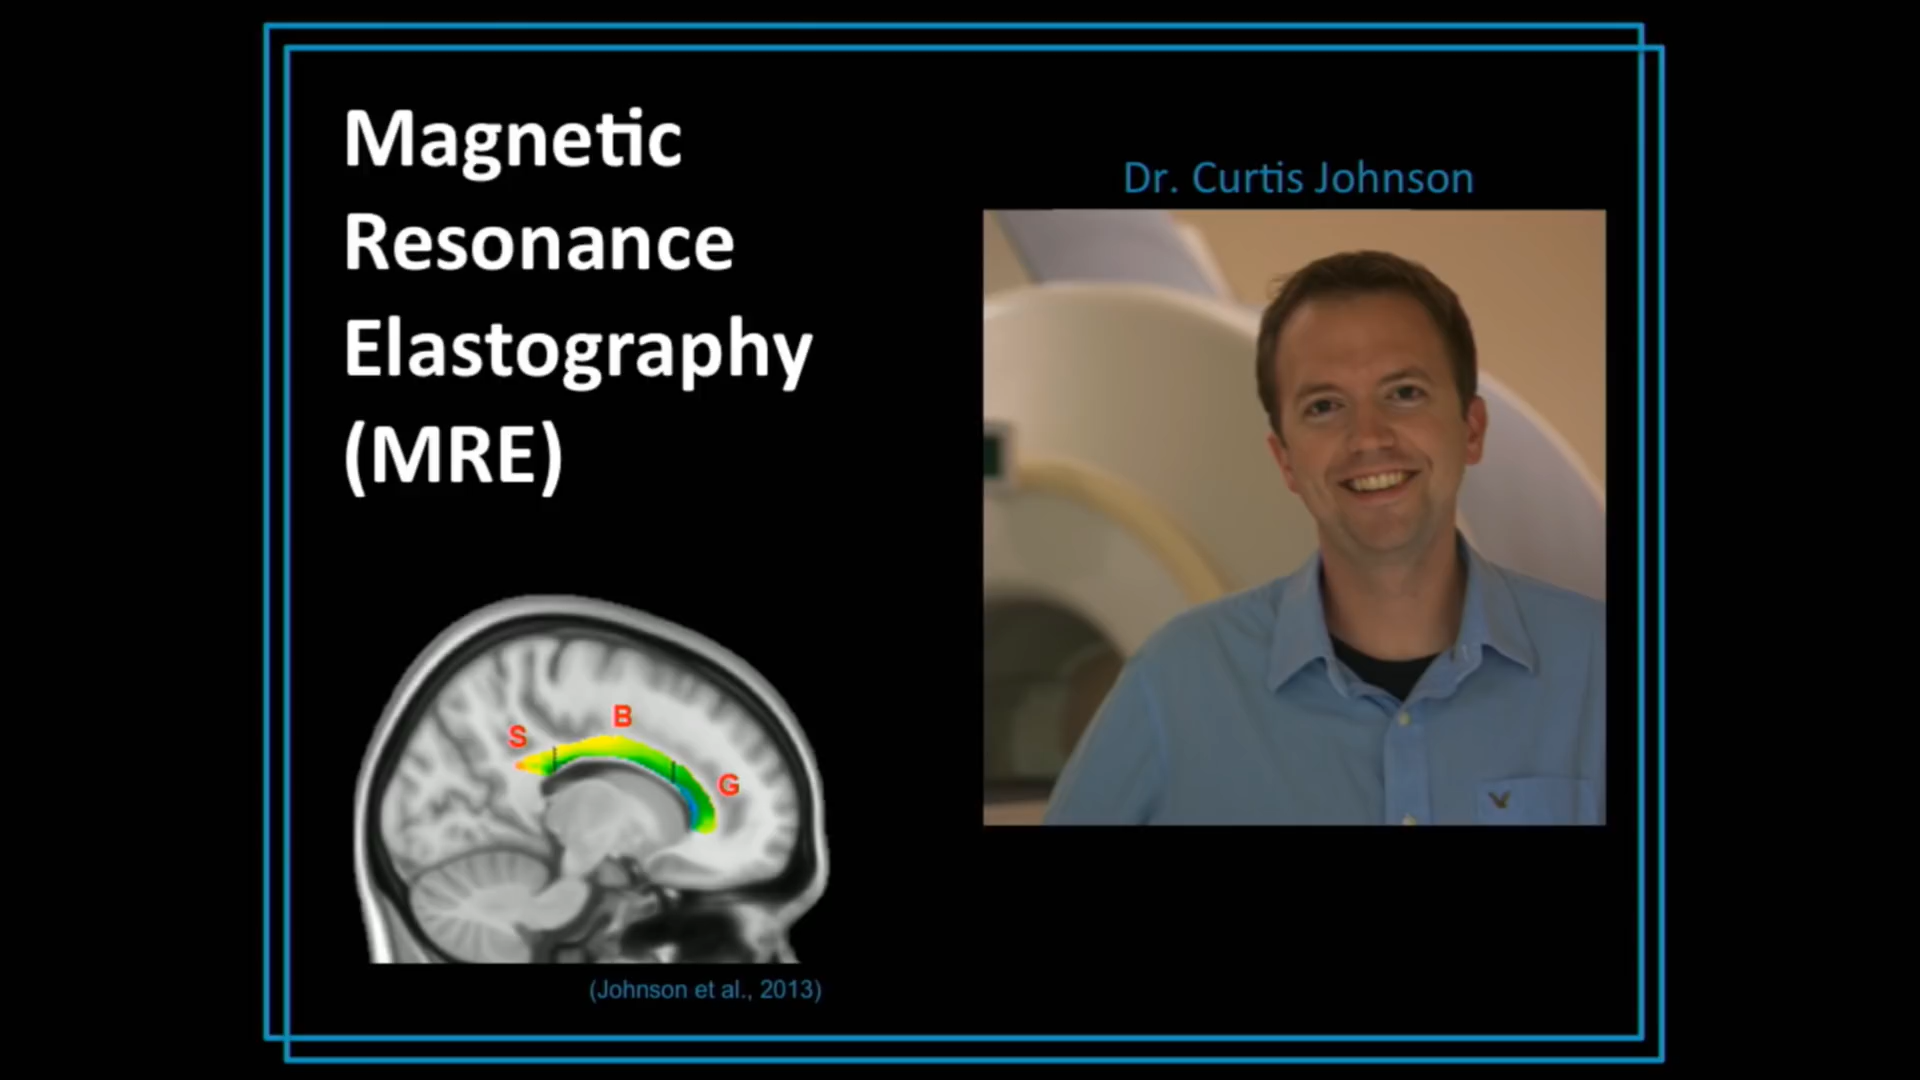 Magnetic
Resonance
Elastography
(MRE)
Dr. Curtis Johnson
S
B
G
(Johnson et al., 2013)